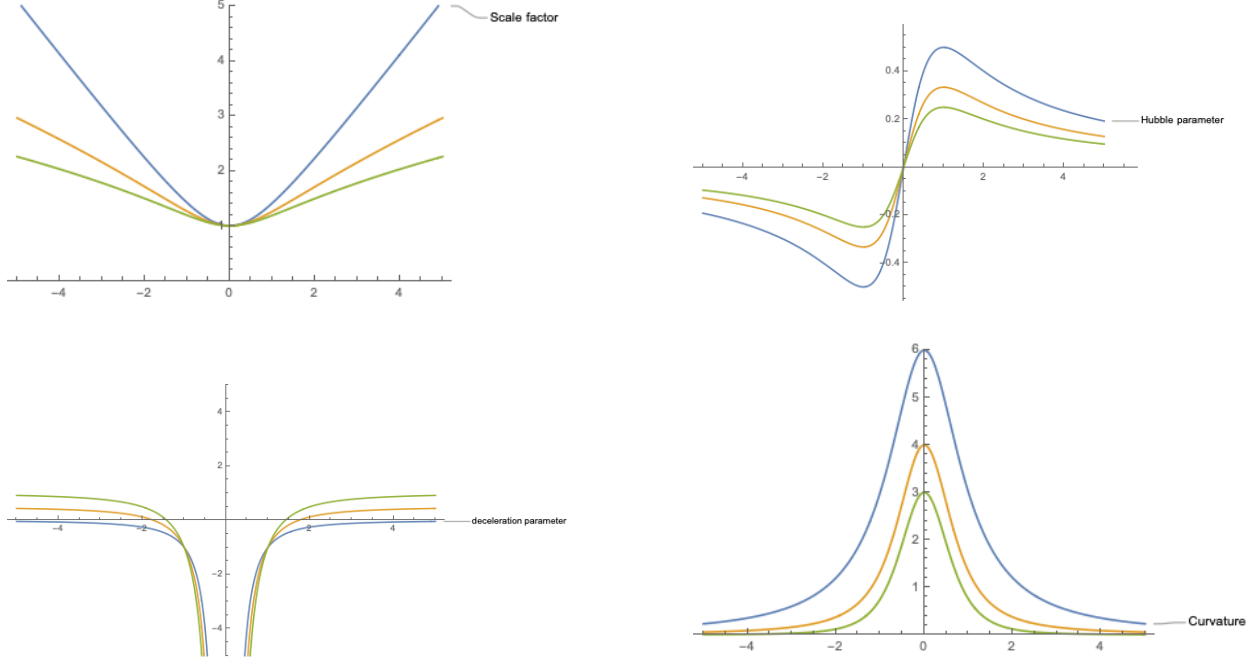 5
Scale factor
4
3
2
1
-4 -2 0 2 4
0.4
0.2
Hubble parameter
-4 -2 2 4
-0.2
-0.4
4
2
-4 -2 2 4
deceleration parameter
-2
-4
6
5
4
3
2
1
Curvature
-4 -2 0 2 4